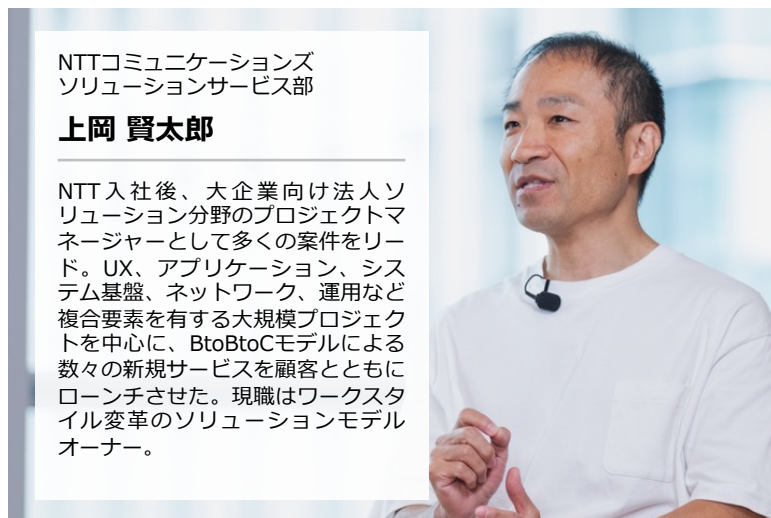 NTTコミュニケーションズ
ソリューションサービス部
上岡 賢太郎
NTT入社後、大企業向け法人ソ
リューション分野のプロジェクトマ
ネージャーとして多くの案件をリー
ド。UX、アプリケーション、シス
テム基盤、ネットワーク、運用など
複合要素を有する大規模プロジェク
トを中心に、BtoBtoCモデルによる
数々の新規サービスを顧客とともに
ローンチさせた。現職はワークスタ
イル変革のソリューションモデル
オーナー。